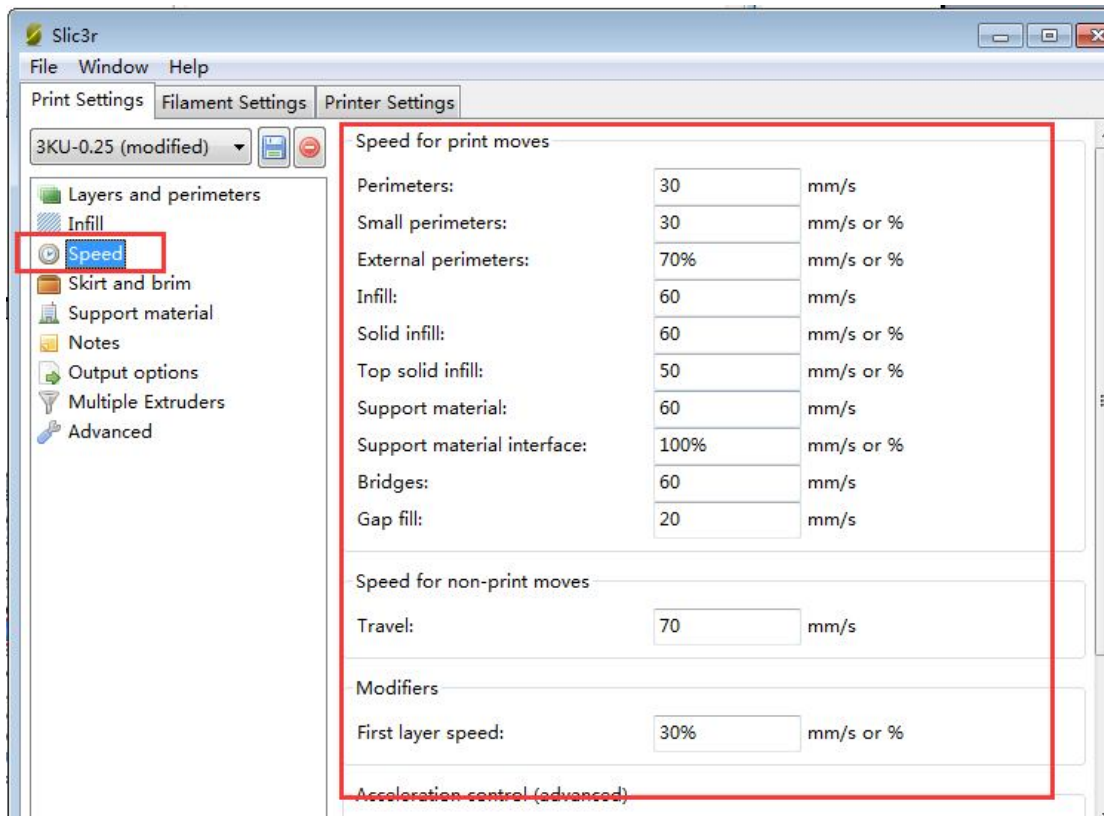 Slic3r
File Window Help
Print Settings Filament Settings Printer Settings
3KU-0.25 (modified)
Layers and perimeters
Infill
Speed
Skirt and brim
Support material
Notes
Output options
Multiple Extruders
Advanced
Speed for print moves
Perimeters: 30 mm/s
Small perimeters: 30 mm/s or %
External perimeters: 70% mm/s or %
Infill: 60 mm/s
Solid infill: 60 mm/s or %
Top solid infill: 50 mm/s or %
Support material: 60 mm/s
Support material interface: 100% mm/s or %
Bridges: 60 mm/s
Gap fill: 20 mm/s
Speed for non-print moves
Travel: 70 mm/s
Modifiers
First layer speed: 30% mm/s or %
Acceleration control (advanced)